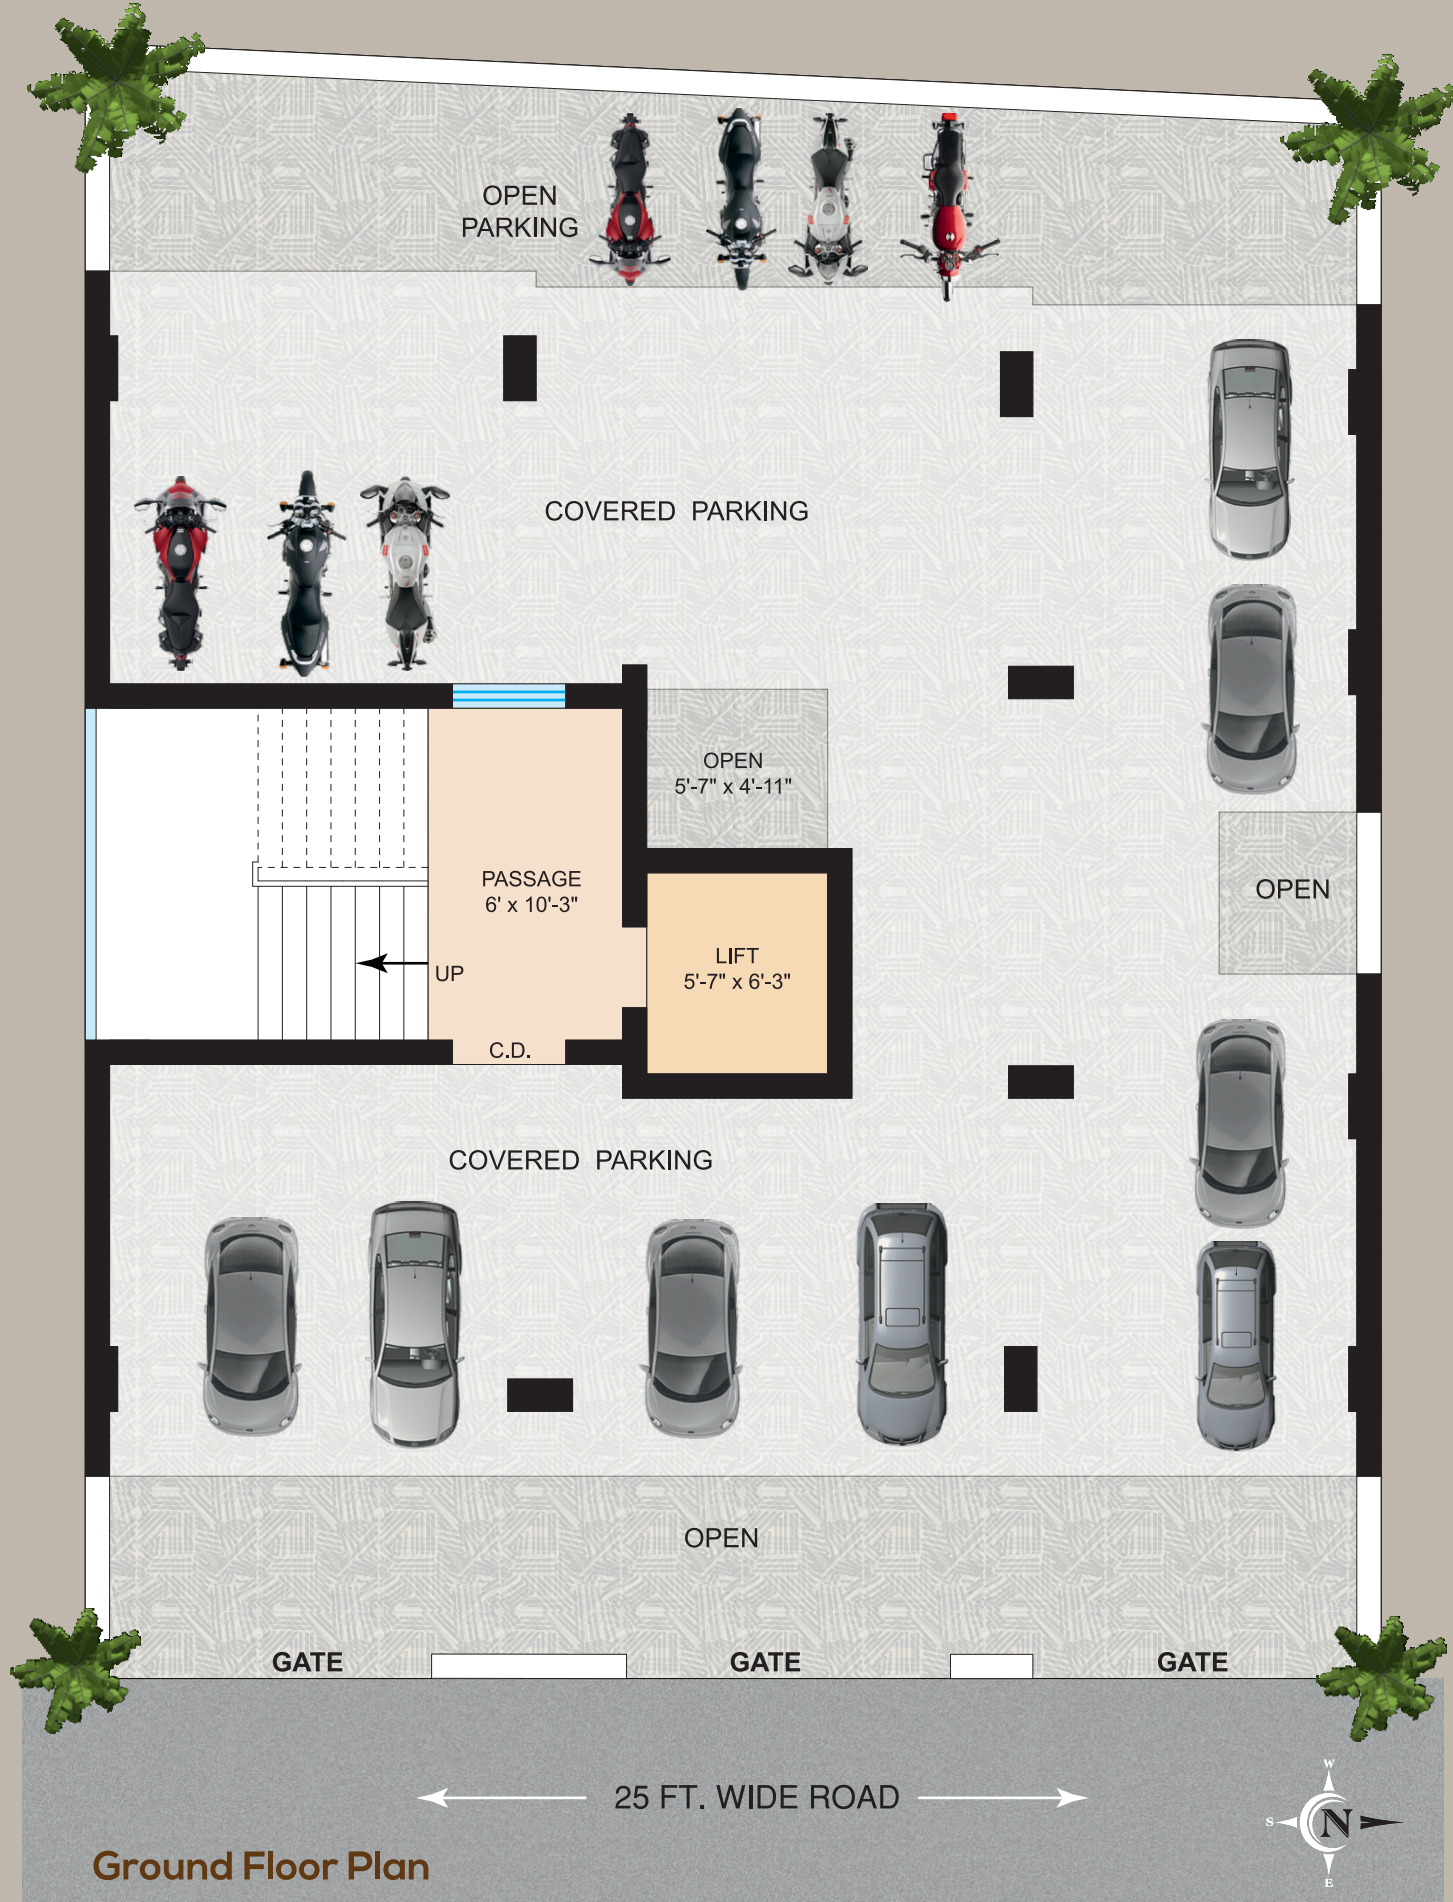 OPEN
PARKING
COVERED PARKING
OPEN
5'-7" x 4'-11"
PASSAGE
6' x 10'-3"
OPEN
LIFT
5'-7" x 6'-3"
UP
C.D.
COVERED PARKING
OPEN
GATE
GATE
GATE
25 FT. WIDE ROAD
W
S
N
E
Ground Floor Plan